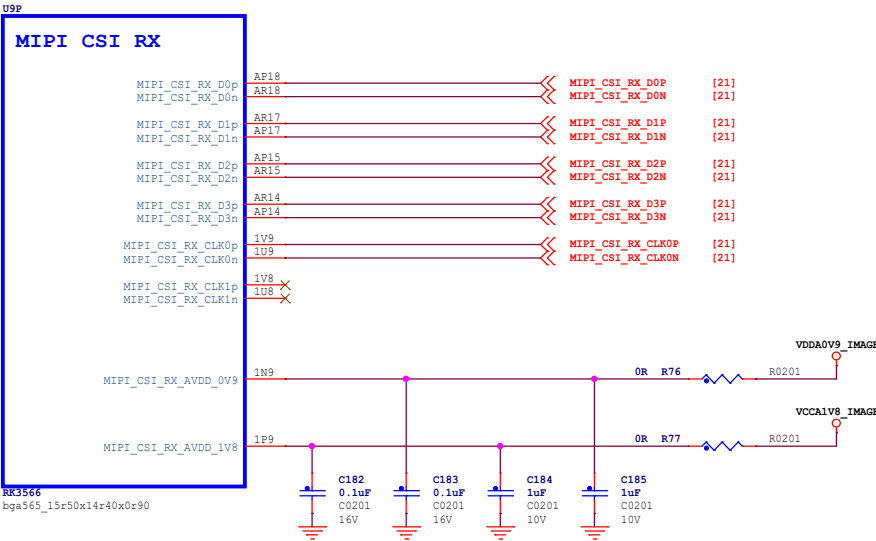 U9P
MIPI CSI RX
MIPI_CSI_RX_D0p AP18 MIPI_CSI_RX_D0P [21]
MIPI_CSI_RX_D0n AR18 MIPI_CSI_RX_D0N [21]
MIPI_CSI_RX_D1p AR17 MIPI_CSI_RX_D1P [21]
MIPI_CSI_RX_D1n AP17 MIPI_CSI_RX_D1N [21]
MIPI_CSI_RX_D2p AP15 MIPI_CSI_RX_D2P [21]
MIPI_CSI_RX_D2n AR15 MIPI_CSI_RX_D2N [21]
MIPI_CSI_RX_D3p AR14 MIPI_CSI_RX_D3P [21]
MIPI_CSI_RX_D3n AP14 MIPI_CSI_RX_D3N [21]
MIPI_CSI_RX_CLK0p 1V9 MIPI_CSI_RX_CLK0P [21]
MIPI_CSI_RX_CLK0n 1U9 MIPI_CSI_RX_CLK0N [21]
MIPI_CSI_RX_CLK1p 1V8
MIPI_CSI_RX_CLK1n 1U8
VDDA0V9_IMAGE
MIPI_CSI_RX_AVDD_0V9 1N9 0R R76 R0201
VCCA1V8_IMAGE
MIPI_CSI_RX_AVDD_1V8 1P9 0R R77 R0201
C182 C183 C184 C185
0.1uF 0.1uF 1uF 1uF
C0201 C0201 C0201 C0201
16V 16V 10V 10V
RK3566
bga565_15r50x14r40x0r90